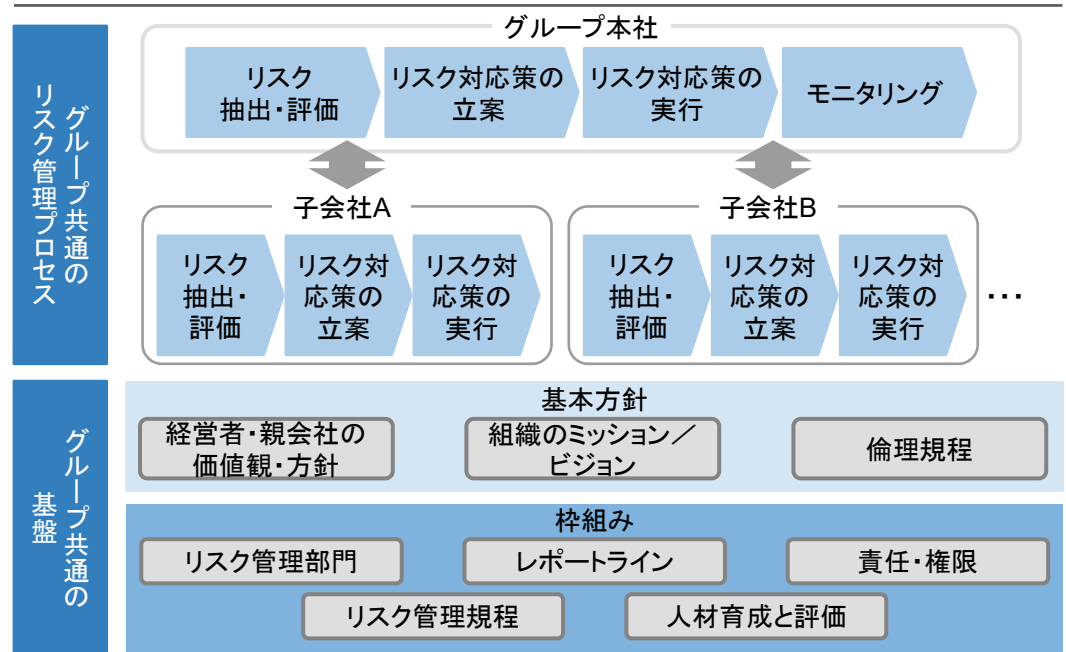 グループ共通の
リスク管理プロセス
グループ本社
リスク
抽出・評価
リスク対応策の
立案
リスク対応策の
実行
モニタリング
子会社A
リスク
抽出・
評価
リスク対
応策の
立案
リスク対
応策の
実行
子会社B
リスク
抽出・
評価
リスク対
応策の
立案
リスク対
応策の
実行
…
グループ共通の
基盤
基本方針
経営者・親会社の
価値観・方針
組織のミッション／
ビジョン
倫理規程
枠組み
リスク管理部門
レポートライン
責任・権限
リスク管理規程
人材育成と評価